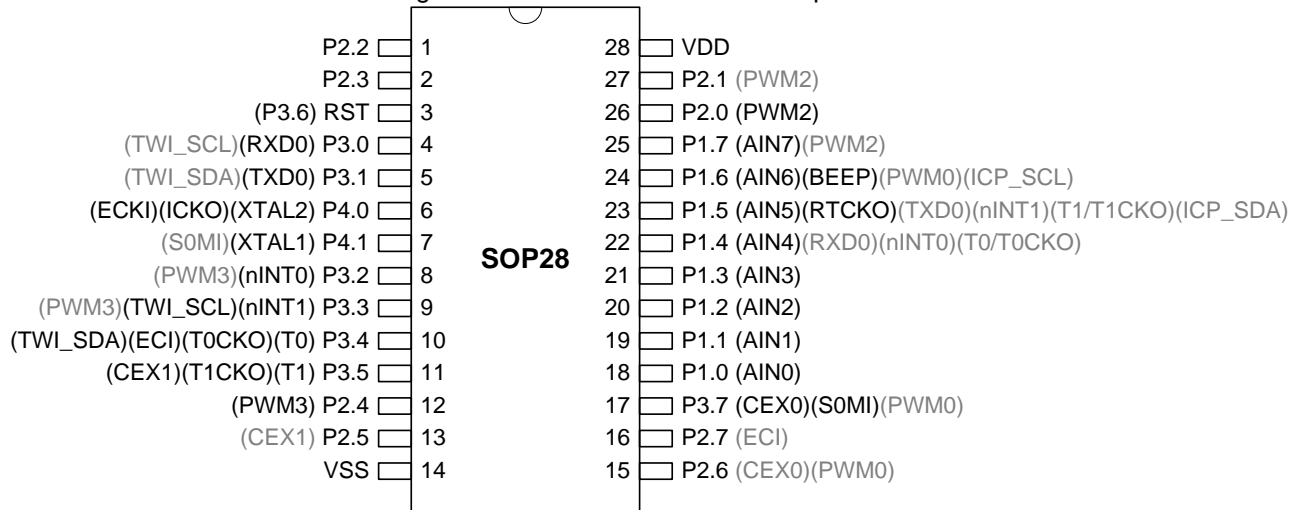 P2.2 1 28 VDD
P2.3 2 27 P2.1 (PWM2)
(P3.6) RST 3 26 P2.0 (PWM2)
(TWI_SCL)(RXD0) P3.0 4 25 P1.7 (AIN7)(PWM2)
(TWI_SDA)(TXD0) P3.1 5 24 P1.6 (AIN6)(BEEP)(PWM0)(ICP_SCL)
(ECKI)(ICKO)(XTAL2) P4.0 6 23 P1.5 (AIN5)(RTCKO)(TXD0)(nINT1)(T1/T1CKO)(ICP_SDA)
(S0MI)(XTAL1) P4.1 7 22 P1.4 (AIN4)(RXD0)(nINT0)(T0/T0CKO)
SOP28
(PWM3)(nINT0) P3.2 8 21 P1.3 (AIN3)
(PWM3)(TWI_SCL)(nINT1) P3.3 9 20 P1.2 (AIN2)
(TWI_SDA)(ECI)(T0CKO)(T0) P3.4 10 19 P1.1 (AIN1)
(CEX1)(T1CKO)(T1) P3.5 11 18 P1.0 (AIN0)
(PWM3) P2.4 12 17 P3.7 (CEX0)(S0MI)(PWM0)
(CEX1) P2.5 13 16 P2.7 (ECI)
VSS 14 15 P2.6 (CEX0)(PWM0)